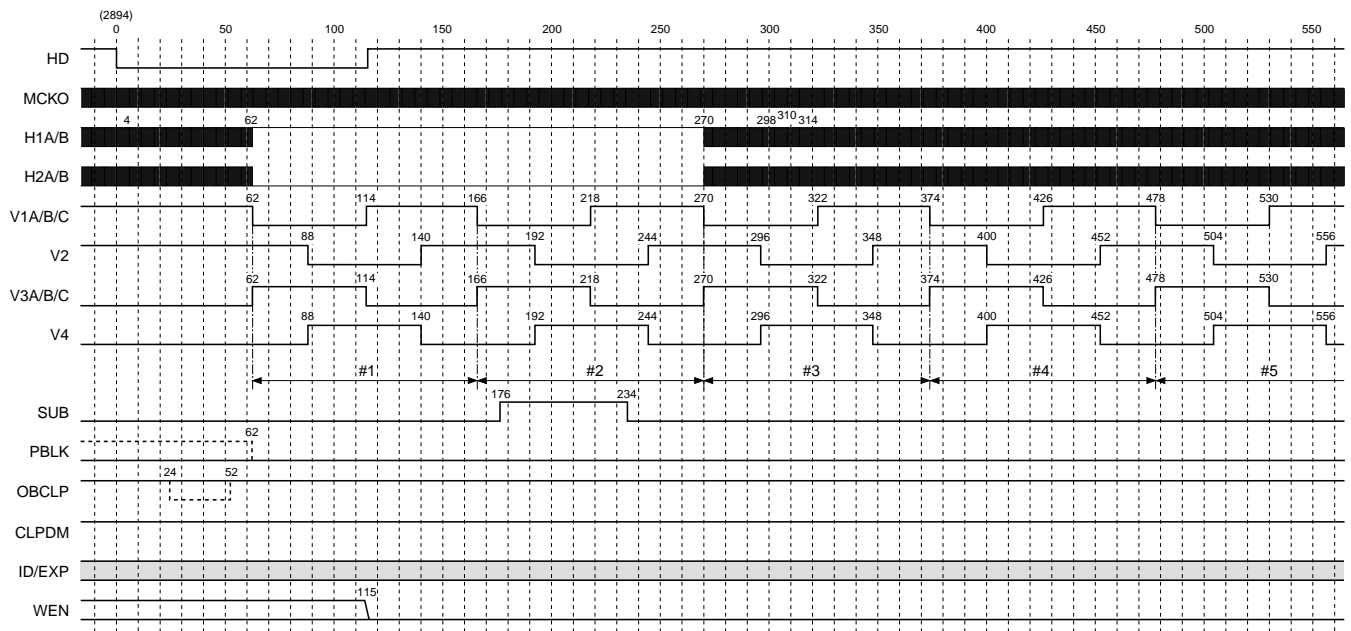 (2894)
0 50 100 150 200 250 300 350 400 450 500 550
HD
MCKO
4 62 270 298 310 314
H1A/B
H2A/B
62 114 166 218 270 322 374 426 478 530
V1A/B/C
88 140 192 244 296 348 400 452 504 556
V2
62 114 166 218 270 322 374 426 478 530
V3A/B/C
88 140 192 244 296 348 400 452 504 556
V4
#1 #2 #3 #4 #5
176 234
SUB
62
PBLK
24 52
OBCLP
CLPDM
ID/EXP
115
WEN